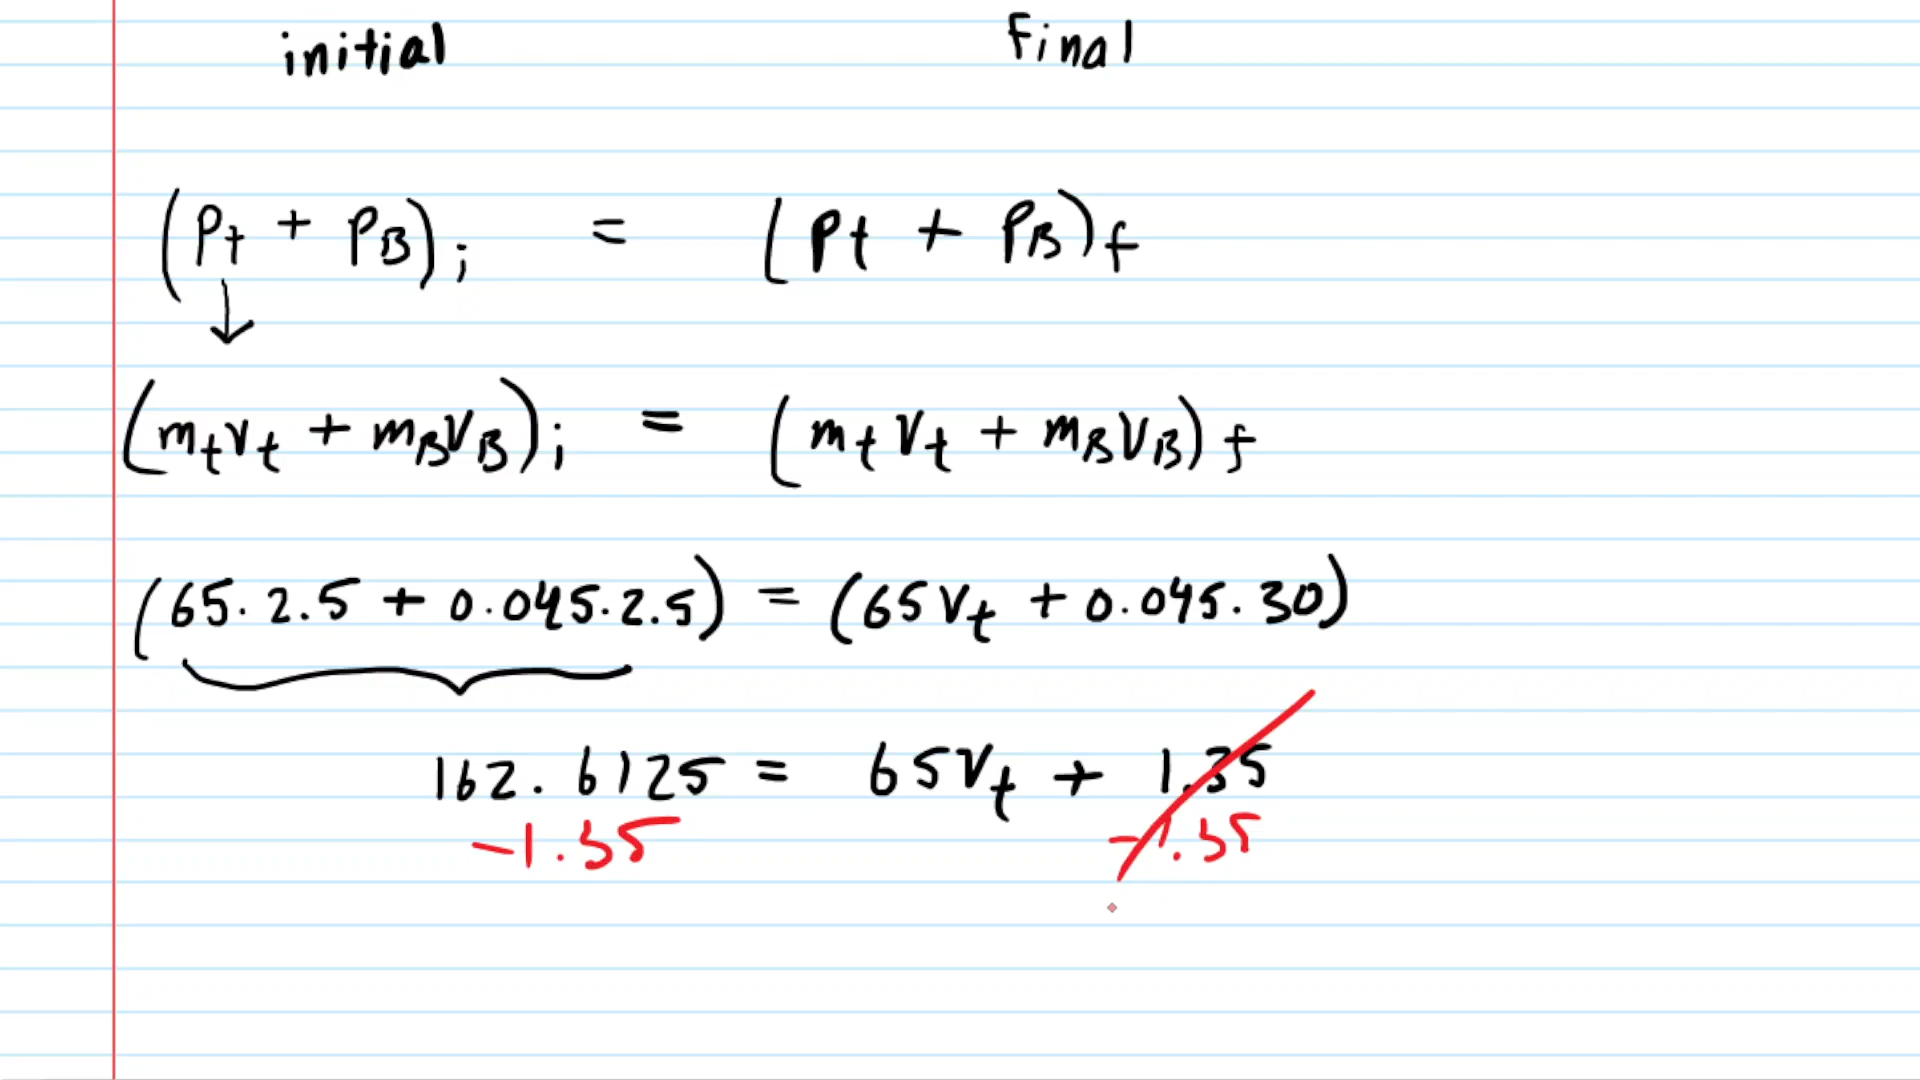 initial final
(Pt + PB)i = (Pt + PB)f
↓
(mtvt + mBVB)i = (mtVt + mBVB)f
(65.2.5 + 0.045.2.5) = (65Vt + 0.045.30)
162.6125 = 65Vt + 1.35
-1.35 -1.35